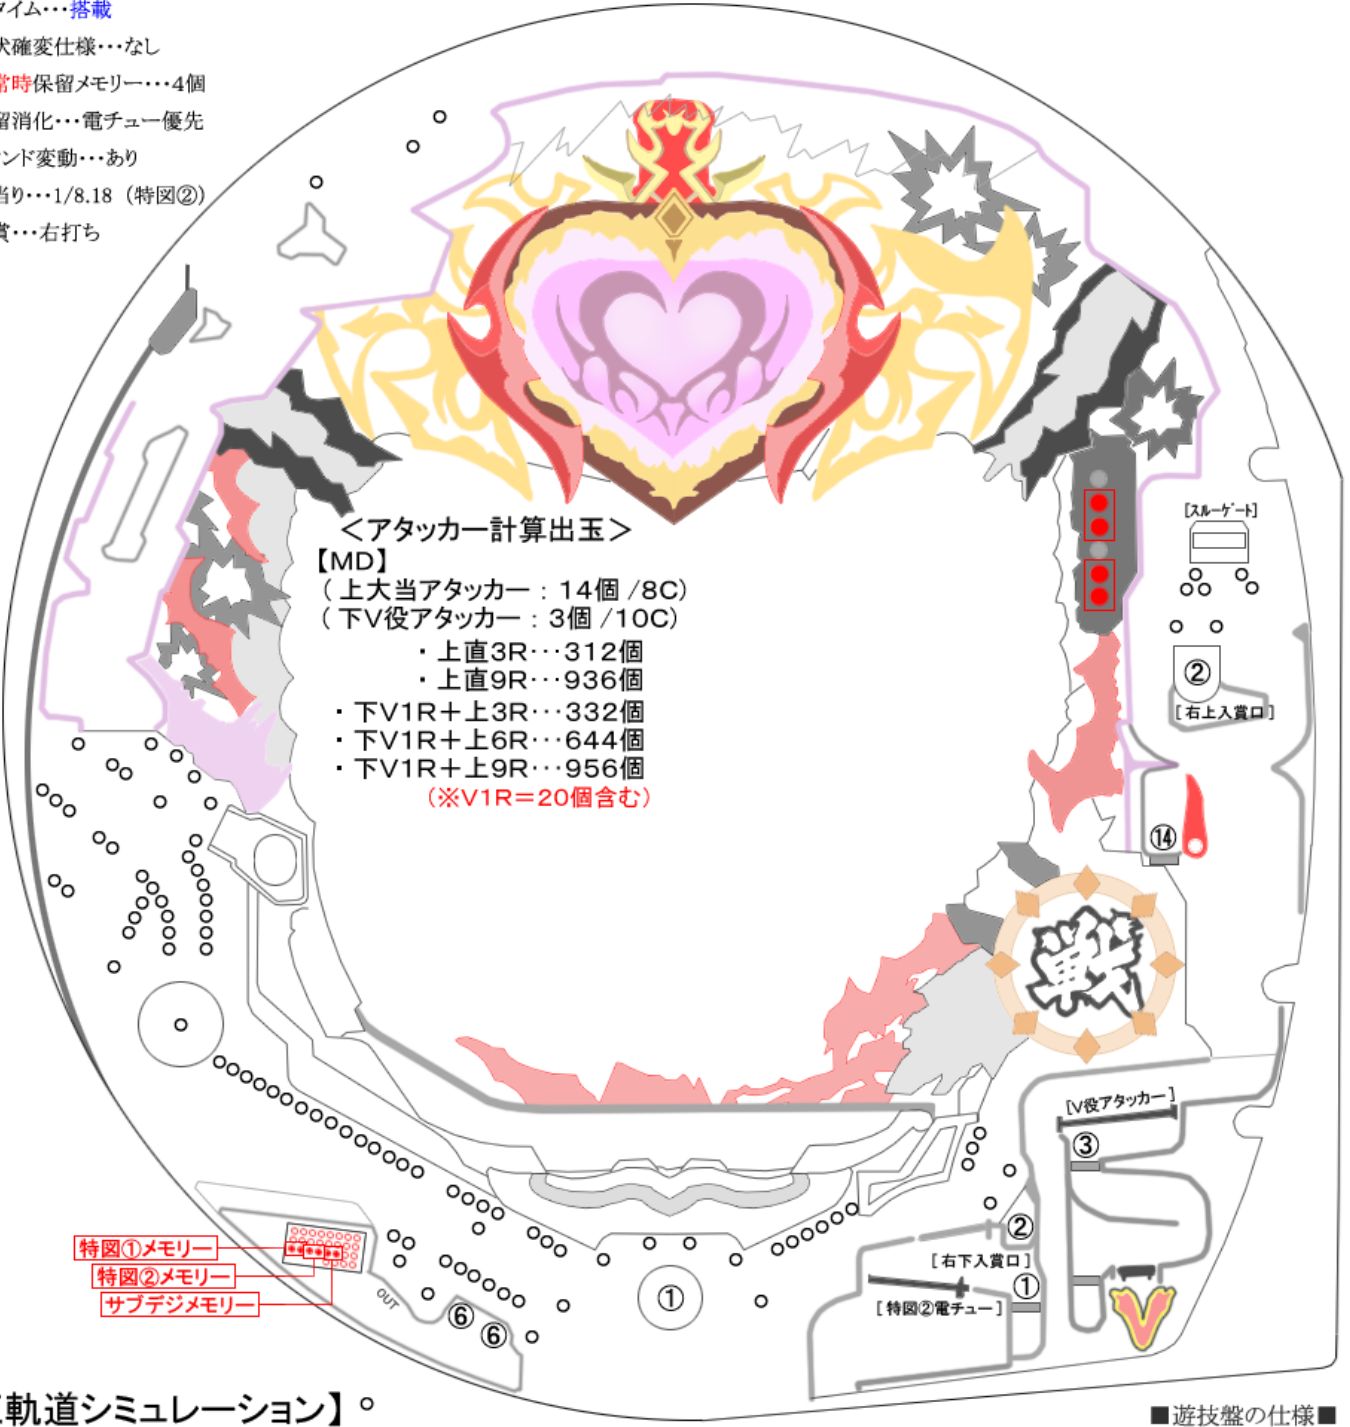 タイム･･･搭載
状確変仕様･･･なし
常時保留メモリー･･･4個
留消化･･･電チュー優先
ンド変動･･･あり
当り･･･1/8.18 (特図②)
賞･･･右打ち
＜アタッカー計算出玉＞
【MD】
( 上大当アタッカー : 14個 /8C)
( 下V役アタッカー : 3個 /10C)
・上直3R･･･312個
・上直9R･･･936個
・下V1R＋上3R･･･332個
・下V1R＋上6R･･･644個
・下V1R＋上9R･･･956個
(※V1R＝20個含む)
[スルーゲート]
②
[右上入賞口]
⑭
戦
[V役アタッカー]
③
②
[右下入賞口]
①
[特図②電チュー]
V
①
特図①メモリー
特図②メモリー
サブデジメモリー
OUT
⑥
⑥
軌道シミュレーション】
■遊技盤の仕様■